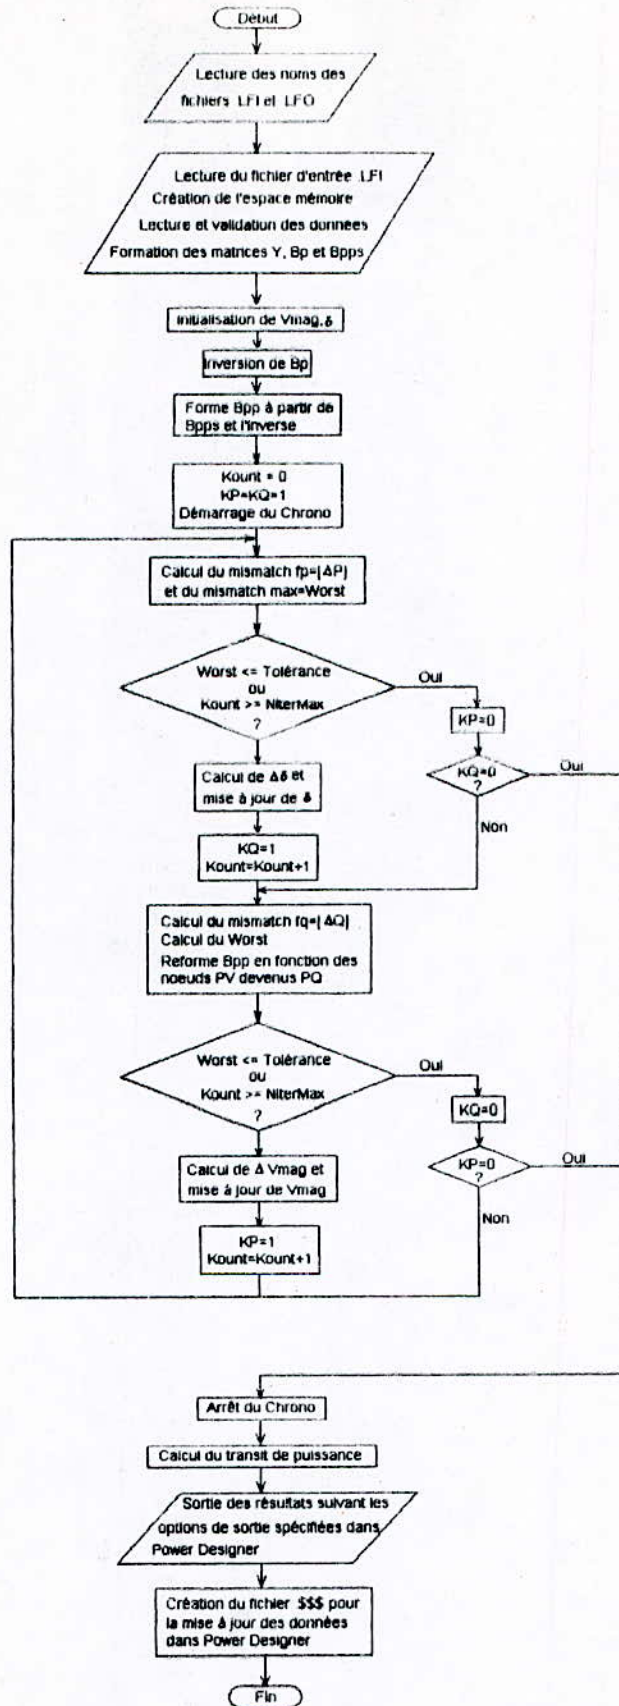 Début
Lecture des noms des
fichiers .LFI et .LFO
Lecture du fichier d'entrée .LFI
Création de l'espace mémoire
Lecture et validation des données
Formation des matrices Y, Bp et Bpps
Initialisation de Vmag,δ
Inversion de Bp
Forme Bpp à partir de
Bpps et l'inverse
Kount = 0
KP=KQ=1
Démarrage du Chrono
Calcul du mismatch fp=|ΔP|
et du mismatch max=Worst
Worst <= Tolérance
ou
Kount >= NiterMax
?
Oui
KP=0
KQ=0
?
Oui
Non
Calcul de Δδ et
mise à jour de δ
KQ=1
Kount=Kount+1
Calcul du mismatch fq=|ΔQ|
Calcul du Worst
Reforme Bpp en fonction des
noeuds PV devenus PQ
Worst <= Tolérance
ou
Kount >= NiterMax
?
Oui
KQ=0
KP=0
?
Oui
Non
Calcul de Δ Vmag et
mise à jour de Vmag
KP=1
Kount=Kount+1
Arrêt du Chrono
Calcul du transit de puissance
Sortie des résultats suivant les
options de sortie spécifiées dans
Power Designer
Création du fichier $$$ pour
la mise à jour des données
dans Power Designer
Fin